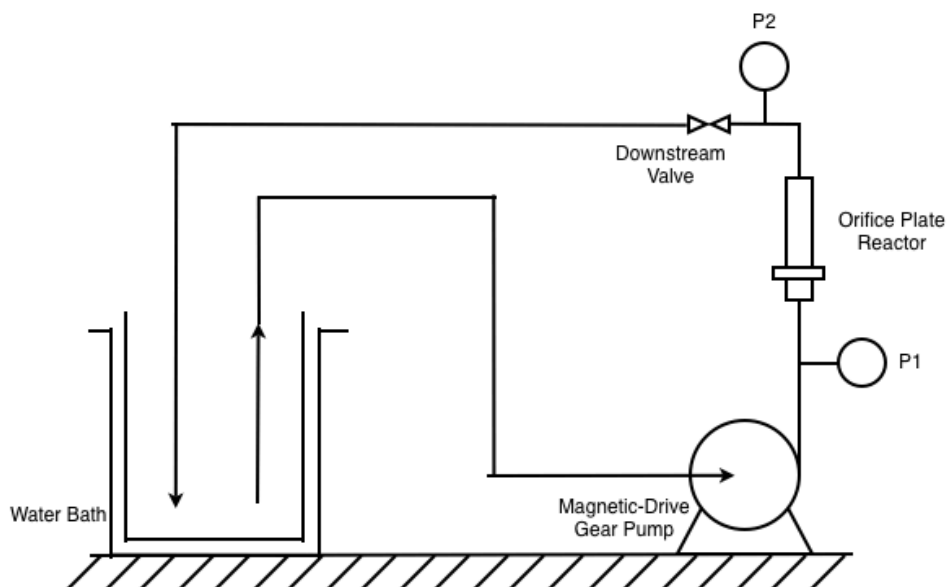 P2
Downstream
Valve
Orifice Plate
Reactor
P1
Magnetic-Drive
Gear Pump
Water Bath